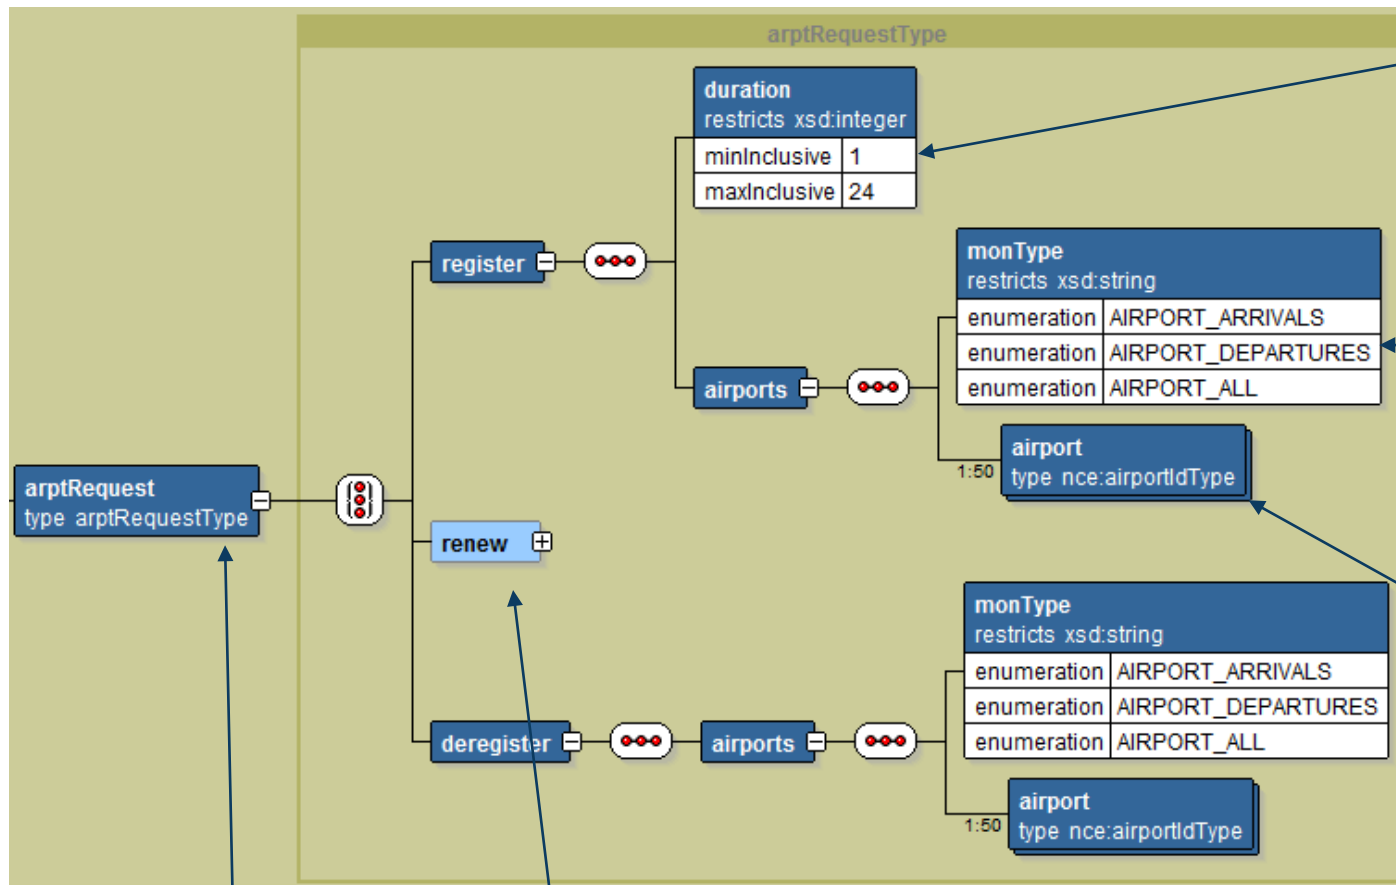 arptRequestType
duration
restricts xsd:integer
minInclusive 1
maxInclusive 24
register
monType
restricts xsd:string
enumeration AIRPORT_ARRIVALS
enumeration AIRPORT_DEPARTURES
enumeration AIRPORT_ALL
airports
airport
1:50 type nce:airportIdType
arptRequest
type arptRequestType
renew
monType
restricts xsd:string
enumeration AIRPORT_ARRIVALS
enumeration AIRPORT_DEPARTURES
enumeration AIRPORT_ALL
deregister airports
airport
1:50 type nce:airportIdType